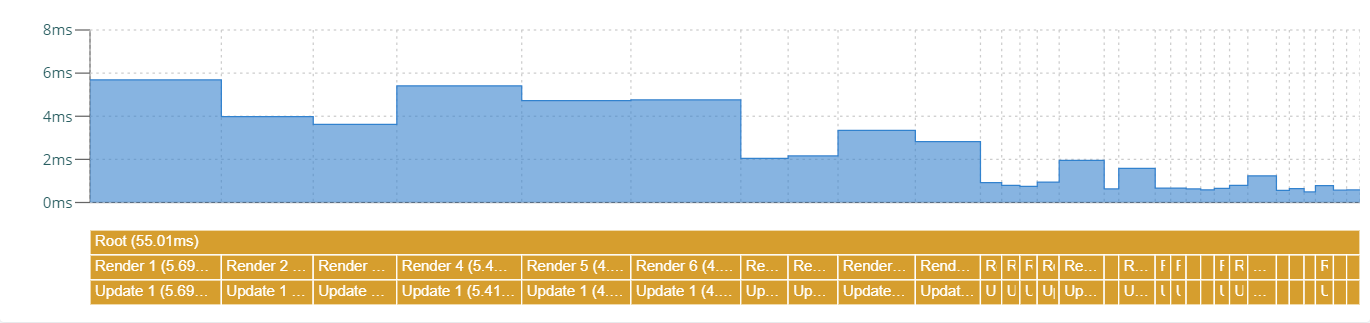 8ms
6ms
4ms
2ms
0ms
Root (55.01ms)
Render 1 (5.69... Render 2 ... Render ... Render 4 (5.4... Render 5 (4.... Render 6 (4.... Re... Re... Render... Rend... R R R R Re... R... R R R R ... R
Update 1 (5.69... Update 1 ... Update ... Update 1 (5.41... Update 1 (4.... Update 1 (4.... Up... Up... Update... Updat... U U U U Up... U... U U U U ... U